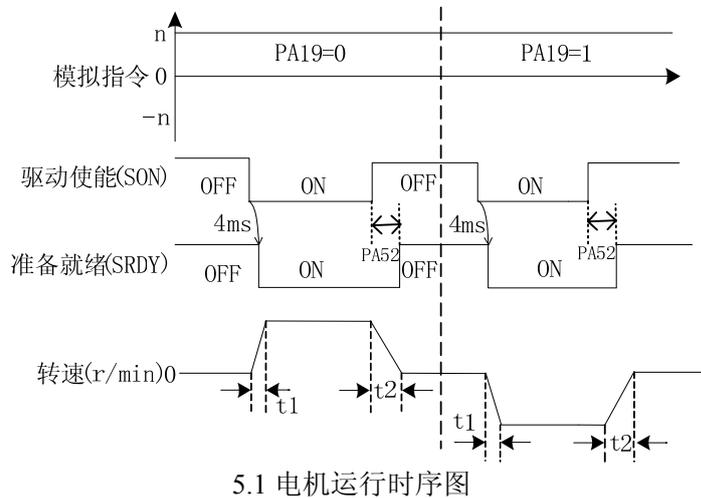 n
PA19=0
PA19=1
模拟指令 0
-n
驱动使能(SON)
OFF
ON
OFF
ON
4ms
4ms
PA52
PA52
准备就绪(SRDY)
OFF
ON
OFF
ON
转速(r/min)0
t1
t2
t1
t2
5.1 电机运行时序图